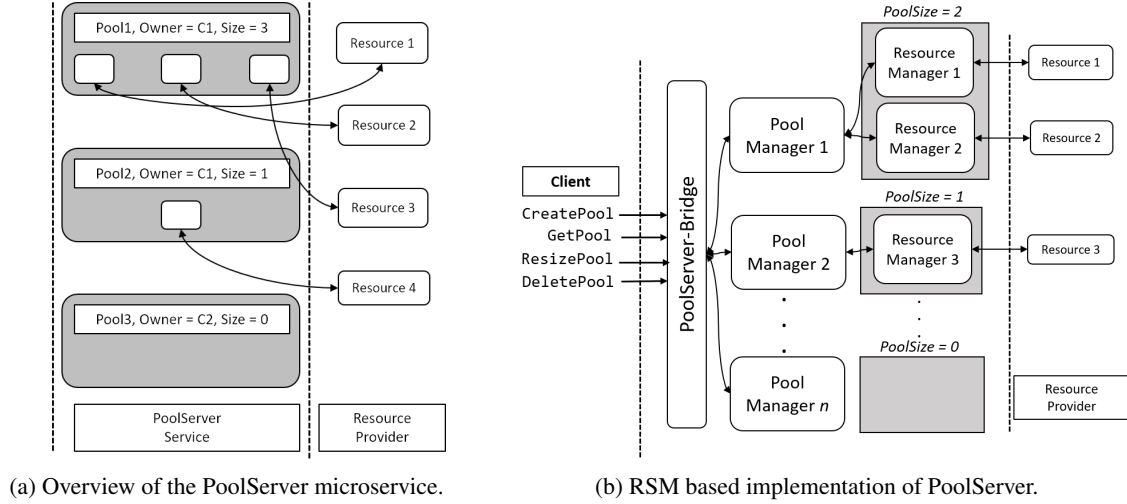 Pool1, Owner = C1, Size = 3
Resource 1
Resource 2
Pool2, Owner = C1, Size = 1
Resource 3
Resource 4
Pool3, Owner = C2, Size = 0
PoolServer
Service
Resource
Provider
(a) Overview of the PoolServer microservice.
PoolSize = 2
Resource
Manager 1
Resource 1
Pool
Manager 1
Resource
Manager 2
Resource 2
Client
CreatePool
GetPool
ResizePool
DeletePool
PoolServer-Bridge
PoolSize = 1
Pool
Manager 2
Resource
Manager 3
Resource 3
PoolSize = 0
Pool
Manager n
Resource
Provider
(b) RSM based implementation of PoolServer.